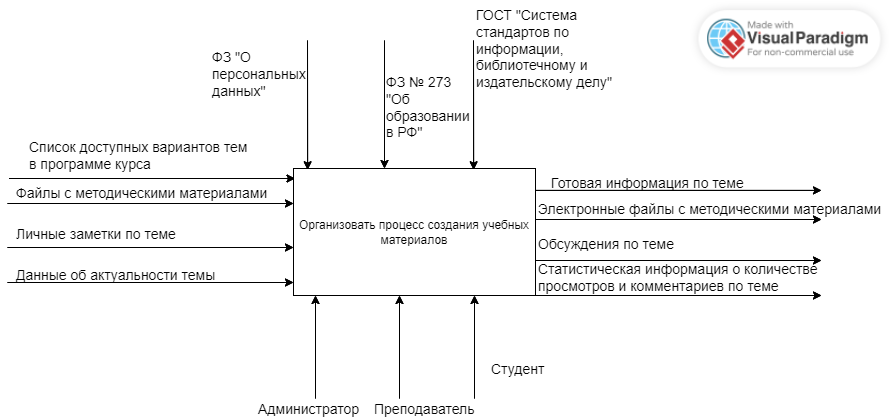 ГОСТ "Система
стандартов по
информации,
библиотечному и
издательскому делу"
Made with
Visual Paradigm
For non-commercial use
ФЗ "О
персональных
данных"
ФЗ № 273
"Об
образовании
в РФ"
Список доступных вариантов тем
в программе курса
Файлы с методическими материалами
Личные заметки по теме
Данные об актуальности темы
Организовать процесс создания учебных
материалов
Готовая информация по теме
Электронные файлы с методическими материалами
Обсуждения по теме
Статистическая информация о количестве
просмотров и комментариев по теме
Студент
Администратор
Преподаватель